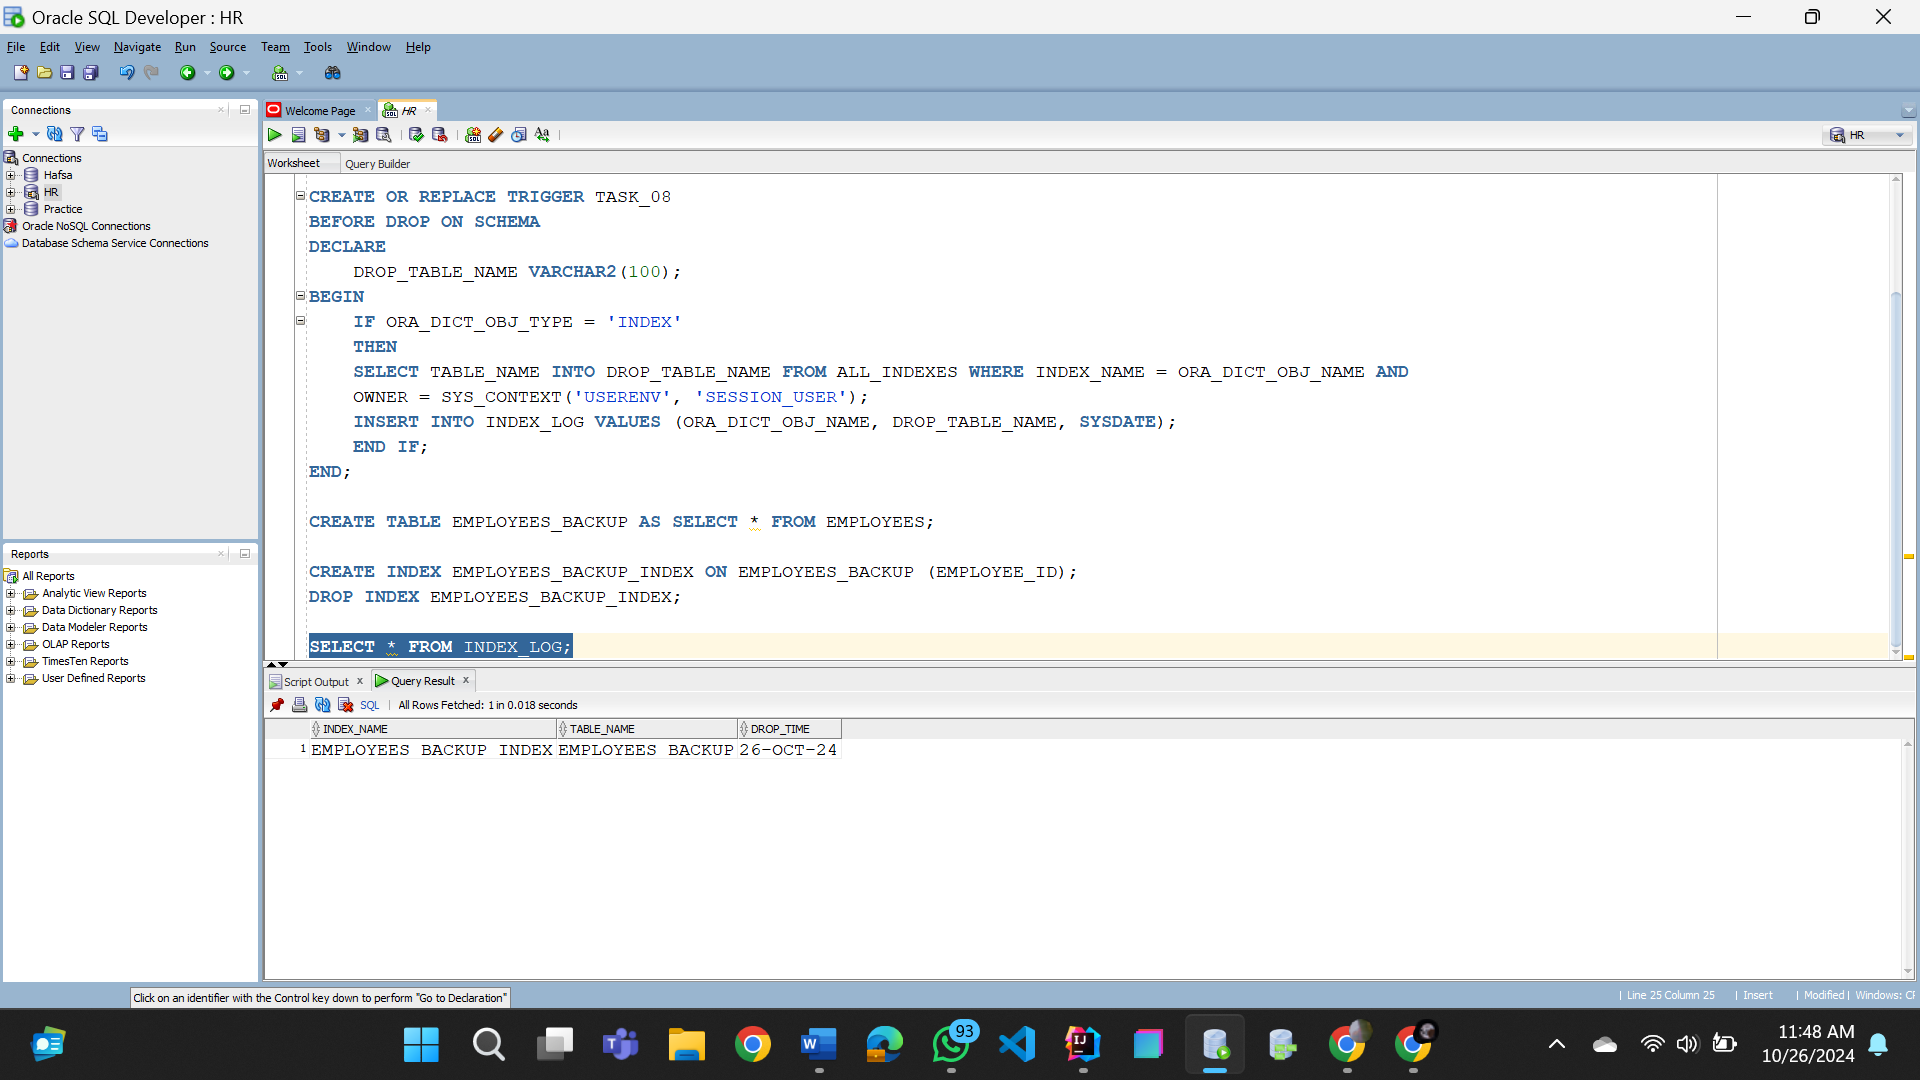 Oracle SQL Developer : HR
File Edit View Navigate Run Source Team Tools Window Help
Connections
Connections
Hafsa
HR
Practice
Oracle NoSQL Connections
Database Schema Service Connections
Reports
All Reports
Analytic View Reports
Data Dictionary Reports
Data Modeler Reports
OLAP Reports
TimesTen Reports
User Defined Reports
Welcome Page HR
HR
Worksheet Query Builder
CREATE OR REPLACE TRIGGER TASK_08
BEFORE DROP ON SCHEMA
DECLARE
DROP_TABLE_NAME VARCHAR2(100);
BEGIN
IF ORA_DICT_OBJ_TYPE = 'INDEX'
THEN
SELECT TABLE_NAME INTO DROP_TABLE_NAME FROM ALL_INDEXES WHERE INDEX_NAME = ORA_DICT_OBJ_NAME AND
OWNER = SYS_CONTEXT('USERENV', 'SESSION_USER');
INSERT INTO INDEX_LOG VALUES (ORA_DICT_OBJ_NAME, DROP_TABLE_NAME, SYSDATE);
END IF;
END;
CREATE TABLE EMPLOYEES_BACKUP AS SELECT * FROM EMPLOYEES;
CREATE INDEX EMPLOYEES_BACKUP_INDEX ON EMPLOYEES_BACKUP (EMPLOYEE_ID);
DROP INDEX EMPLOYEES_BACKUP_INDEX;
SELECT * FROM INDEX_LOG;
Script Output Query Result
SQL | All Rows Fetched: 1 in 0.018 seconds
INDEX_NAME TABLE_NAME DROP_TIME
1 EMPLOYEES_BACKUP_INDEX EMPLOYEES_BACKUP 26-OCT-24
Click on an identifier with the Control key down to perform "Go to Declaration"
| Line 25 Column 25 | Insert | Modified | Windows: CF
93
11:48 AM
10/26/2024